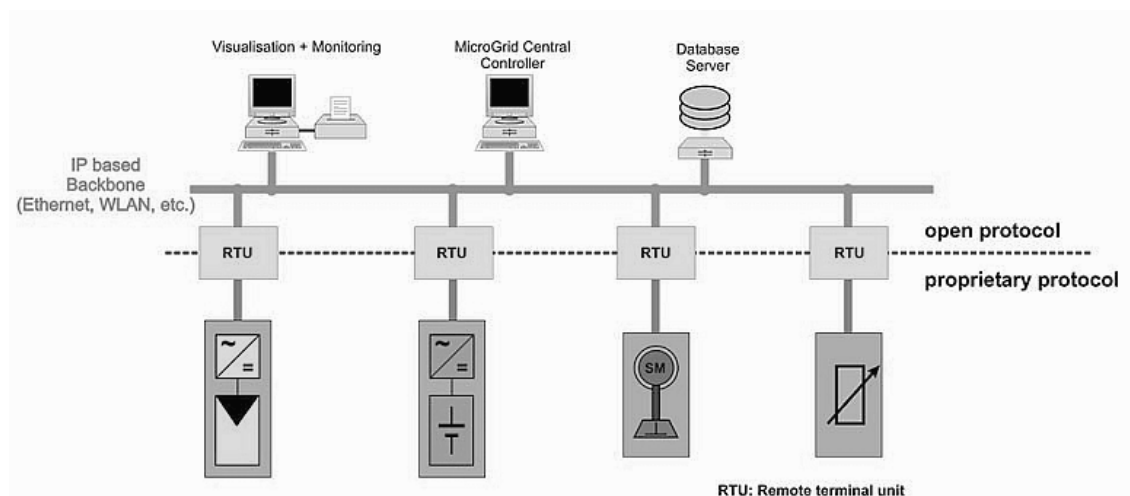 Visualisation + Monitoring
MicroGrid Central
Controller
Database
Server
IP based
Backbone
(Ethernet, WLAN, etc.)
RTU
RTU
RTU
RTU
open protocol
proprietary protocol
SM
RTU: Remote terminal unit